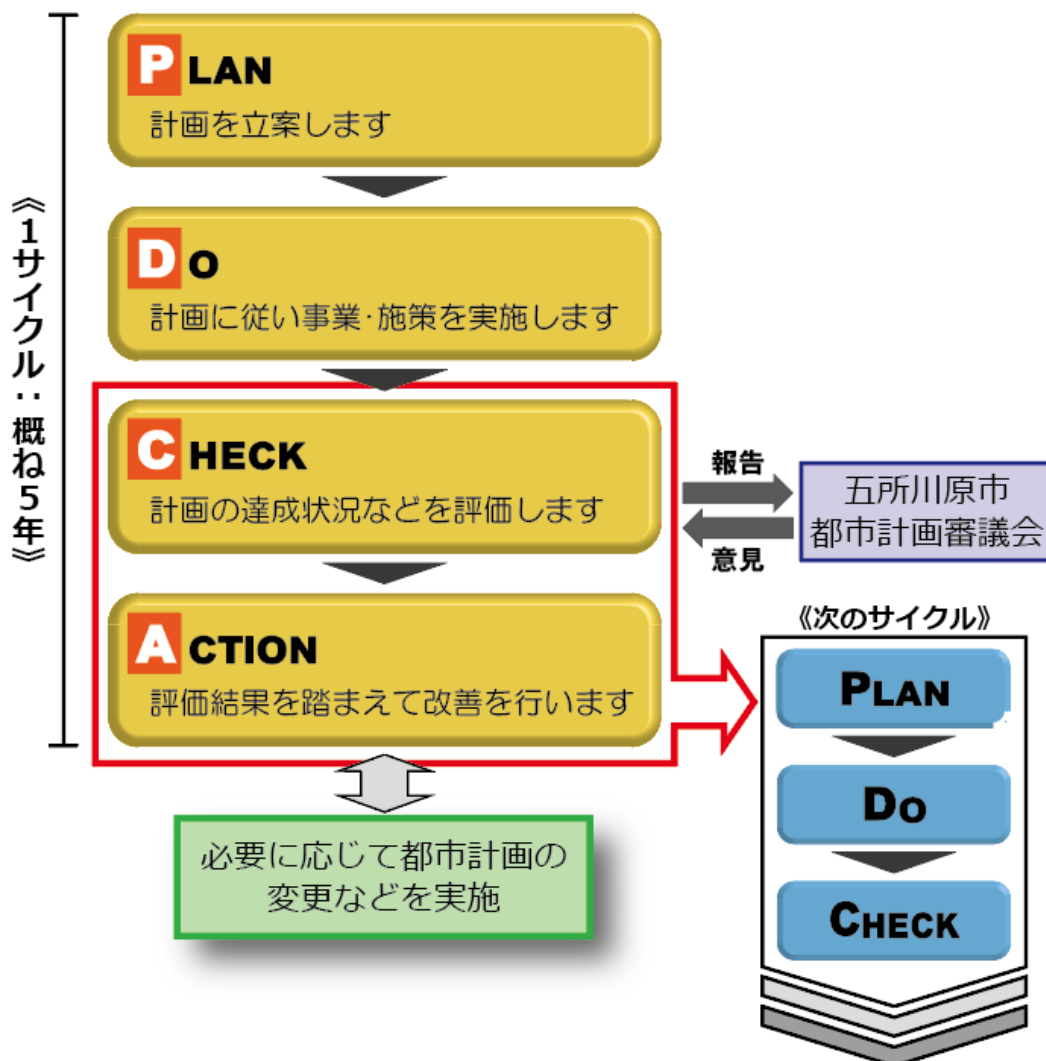 《1サイクル：概ね5年》
PLAN
計画を立案します
DO
計画に従い事業･施策を実施します
CHECK
計画の達成状況などを評価します
報告
意見
五所川原市
都市計画審議会
ACTION
評価結果を踏まえて改善を行います
必要に応じて都市計画の
変更などを実施
《次のサイクル》
PLAN
DO
CHECK